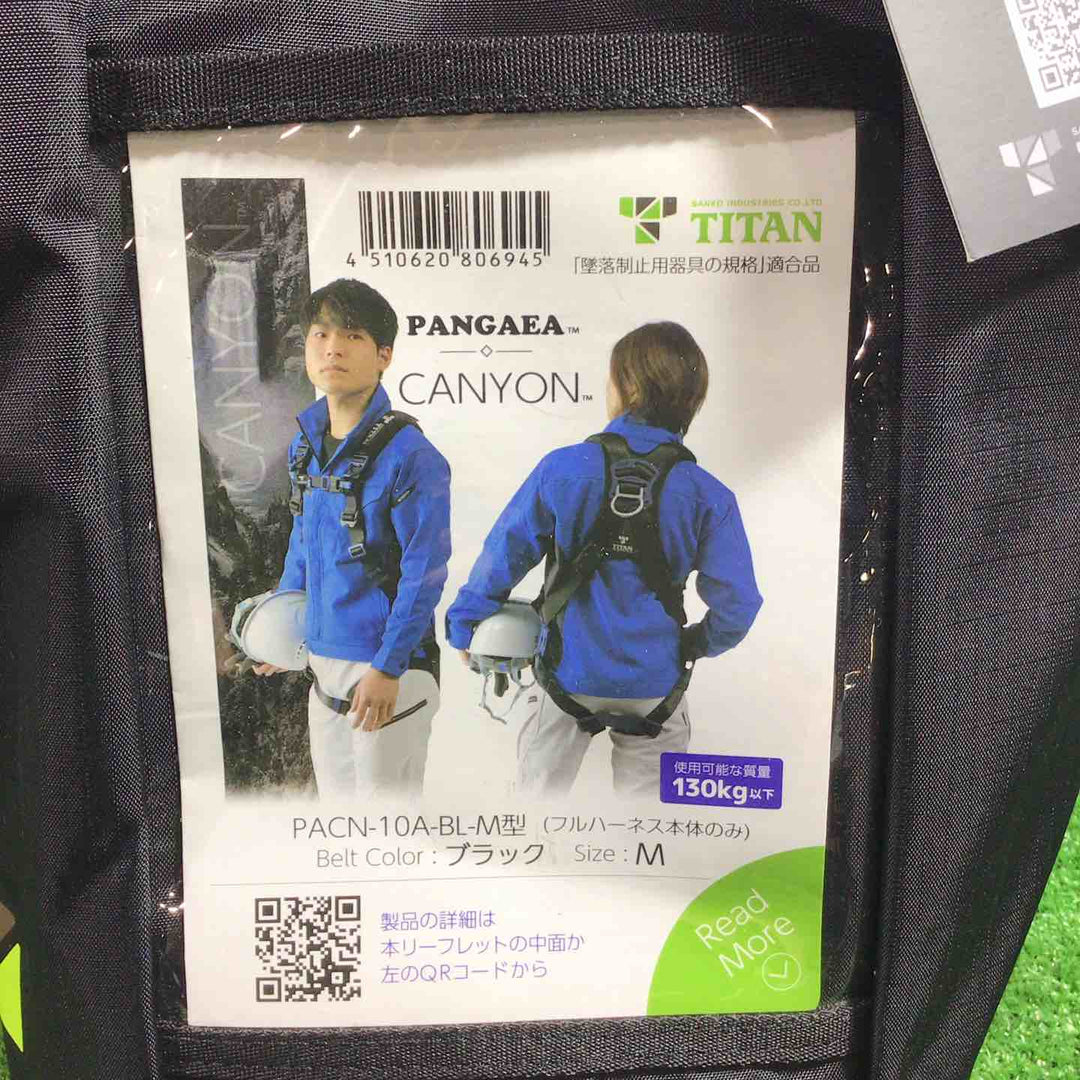 CANYON™
4 510620 806945
SANKO INDUSTRIES CO.,LTD
TITAN
「墜落制止用器具の規格」適合品
PANGAEA™
CANYON™
TITAN
使用可能な質量
130kg以下
PACN-10A-BL-M型 (フルハーネス本体のみ)
Belt Color : ブラック Size : M
製品の詳細は
本リーフレットの中面か
左のQRコードから
Read
More